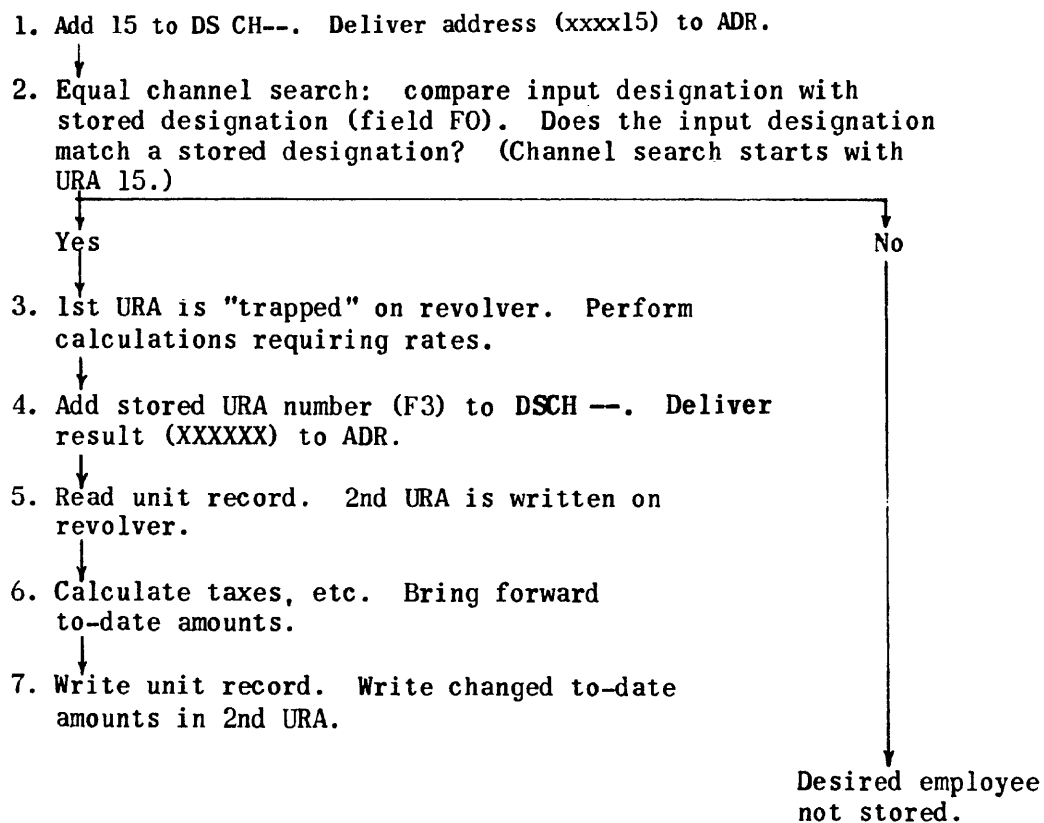 1. Add 15 to DS CH--. Deliver address (xxxx15) to ADR.
2. Equal channel search: compare input designation with
stored designation (field F0). Does the input designation
match a stored designation? (Channel search starts with
URA 15.)
Yes
No
3. 1st URA is "trapped" on revolver. Perform
calculations requiring rates.
4. Add stored URA number (F3) to DSCH --. Deliver
result (XXXXXX) to ADR.
5. Read unit record. 2nd URA is written on
revolver.
6. Calculate taxes, etc. Bring forward
to-date amounts.
7. Write unit record. Write changed to-date
amounts in 2nd URA.
Desired employee
not stored.